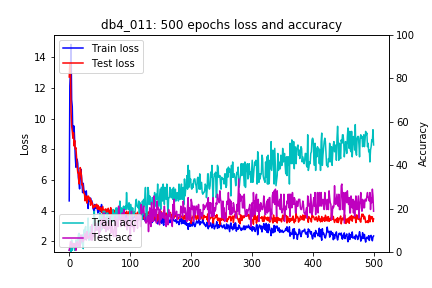 db4_011: 500 epochs loss and accuracy
Train loss
Test loss
Train acc
Test acc
Loss
14
12
10
8
6
4
2
Accuracy
100
80
60
40
20
0
0 100 200 300 400 500